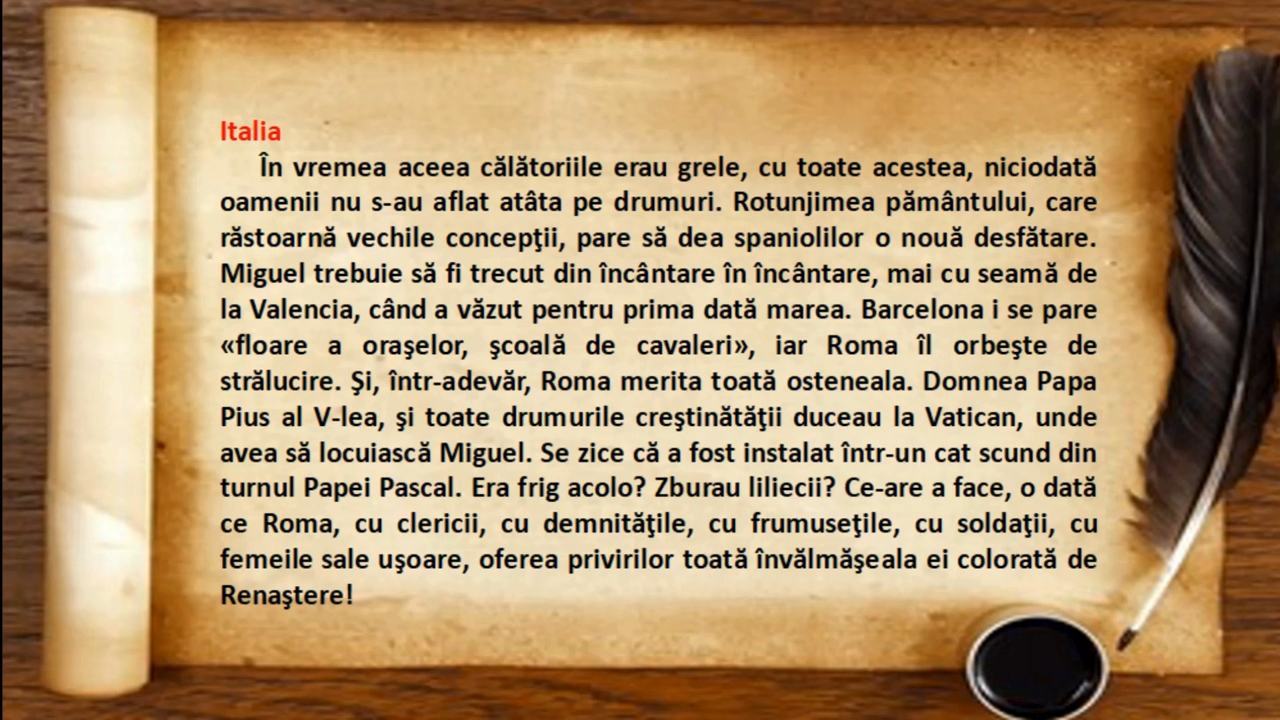 Italia
În vremea aceea călătoriile erau grele, cu toate acestea, niciodată
oamenii nu s-au aflat atâta pe drumuri. Rotunjimea pământului, care
răstoarnă vechile concepţii, pare să dea spaniolilor o nouă desfătare.
Miguel trebuie să fi trecut din încântare în încântare, mai cu seamă de
la Valencia, când a văzut pentru prima dată marea. Barcelona i se pare
«floare a oraşelor, şcoală de cavaleri», iar Roma îl orbeşte de
strălucire. Şi, într-adevăr, Roma merita toată osteneala. Domnea Papa
Pius al V-lea, şi toate drumurile creştinătăţii duceau la Vatican, unde
avea să locuiască Miguel. Se zice că a fost instalat într-un cat scund din
turnul Papei Pascal. Era frig acolo? Zburau liliecii? Ce-are a face, o dată
ce Roma, cu clericii, cu demnităţile, cu frumuseţile, cu soldaţii, cu
femeile sale uşoare, oferea privirilor toată învălmăşeala ei colorată de
Renaştere!